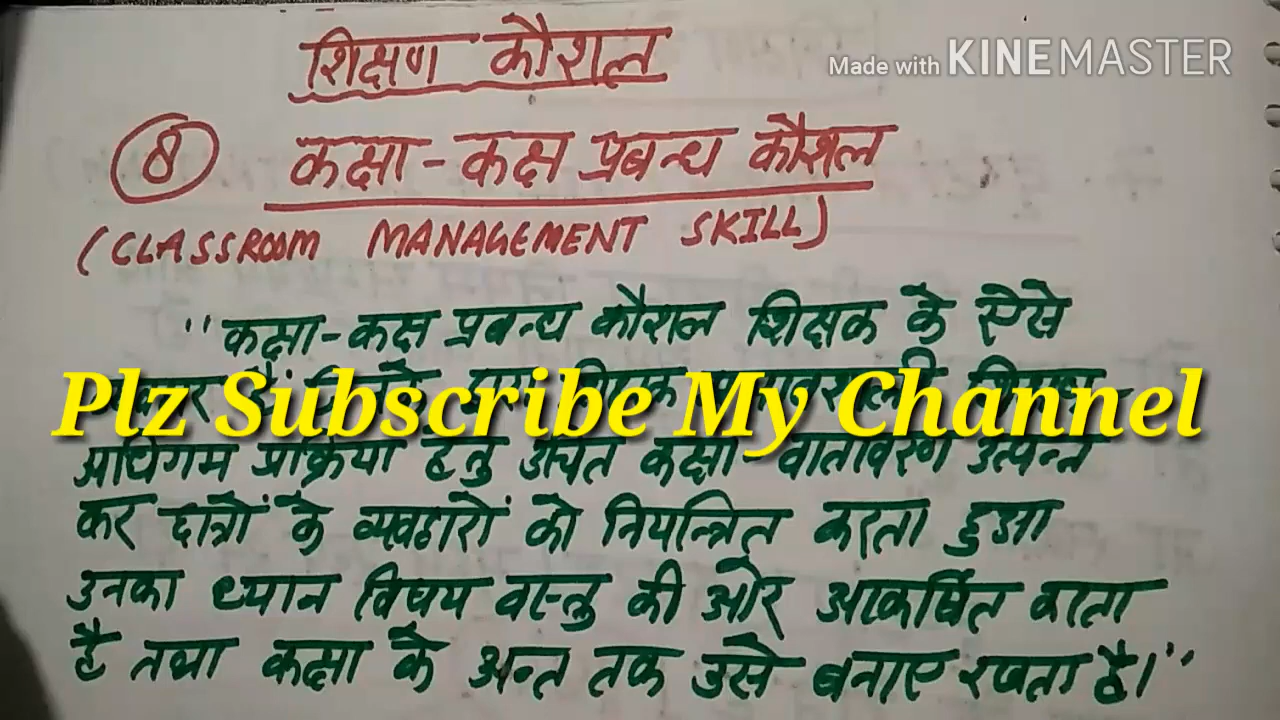 शिक्षण कौशल
Made with KINEMASTER
8 कक्षा-कक्ष प्रबन्ध कौशल
(CLASSROOM MANAGEMENT SKILL)
"कक्षा-कक्ष प्रबन्ध कौशल शिक्षक के ऐसे
Plz Subscribe My Channel
अधिगम प्रक्रिया हेतु उचित कक्षा-वातावरण उत्पन्न
कर छात्रों के व्यवहारों को नियन्त्रित करता हुआ
उनका ध्यान विषय वस्तु की ओर आकर्षित करता
है तथा कक्षा के अन्त तक उसे बनाए रखता है।"